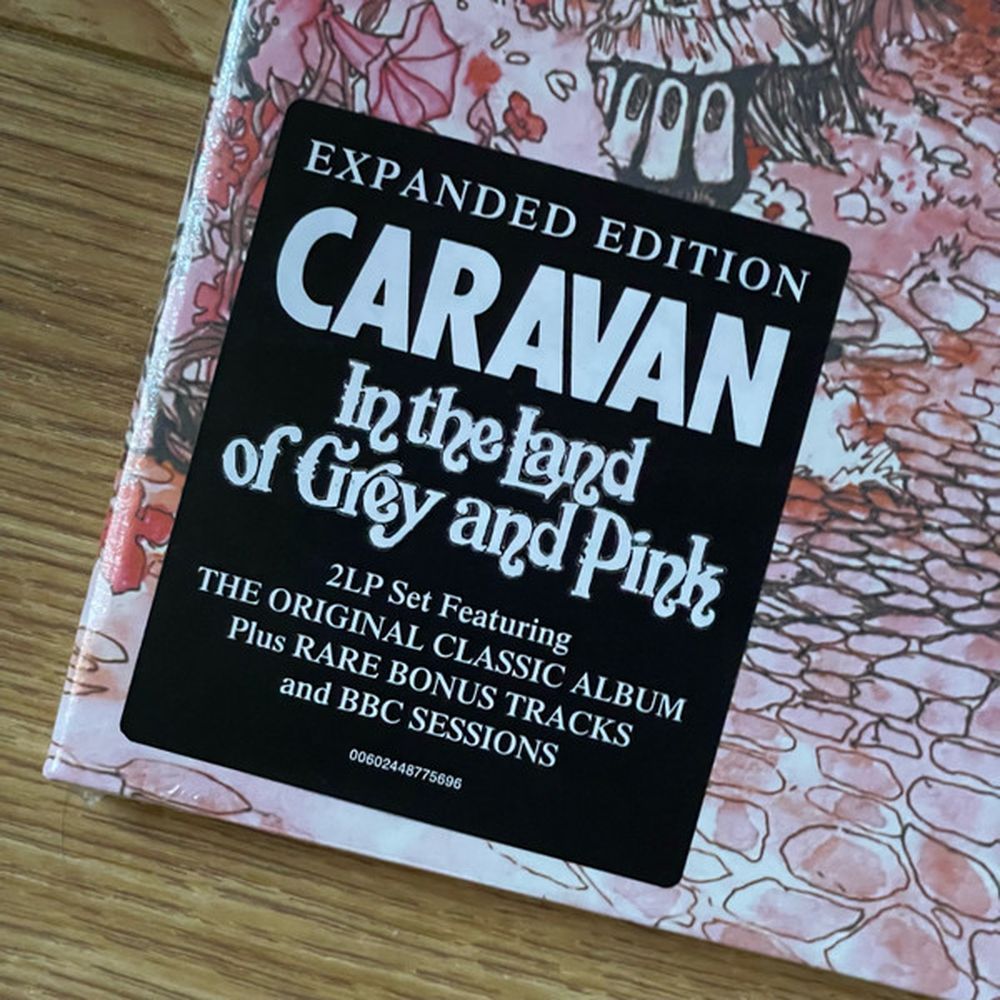 EXPANDED EDITION
CARAVAN
In the Land
of Grey and Pink
2LP Set Featuring
THE ORIGINAL CLASSIC ALBUM
Plus RARE BONUS TRACKS
and BBC SESSIONS
00602448775696